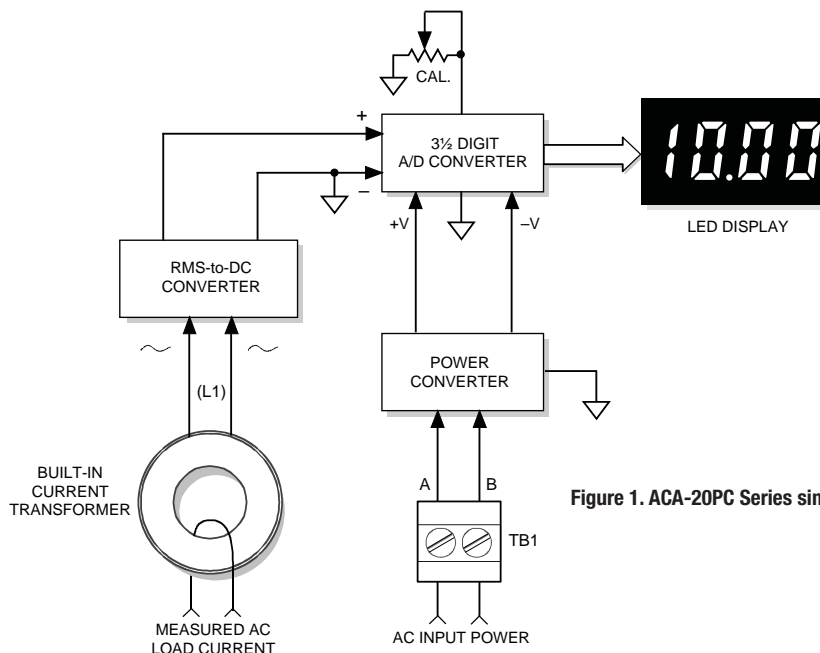 CAL.
+
3½ DIGIT
A/D CONVERTER
–
10.00
LED DISPLAY
+V
–V
RMS-to-DC
CONVERTER
POWER
CONVERTER
(L1)
BUILT-IN
CURRENT
TRANSFORMER
A
B
TB1
Figure 1. ACA-20PC Series
MEASURED AC
LOAD CURRENT
AC INPUT POWER